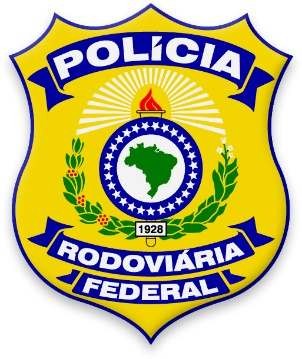 POLÍCIA
1928
RODOVIÁRIA
FEDERAL